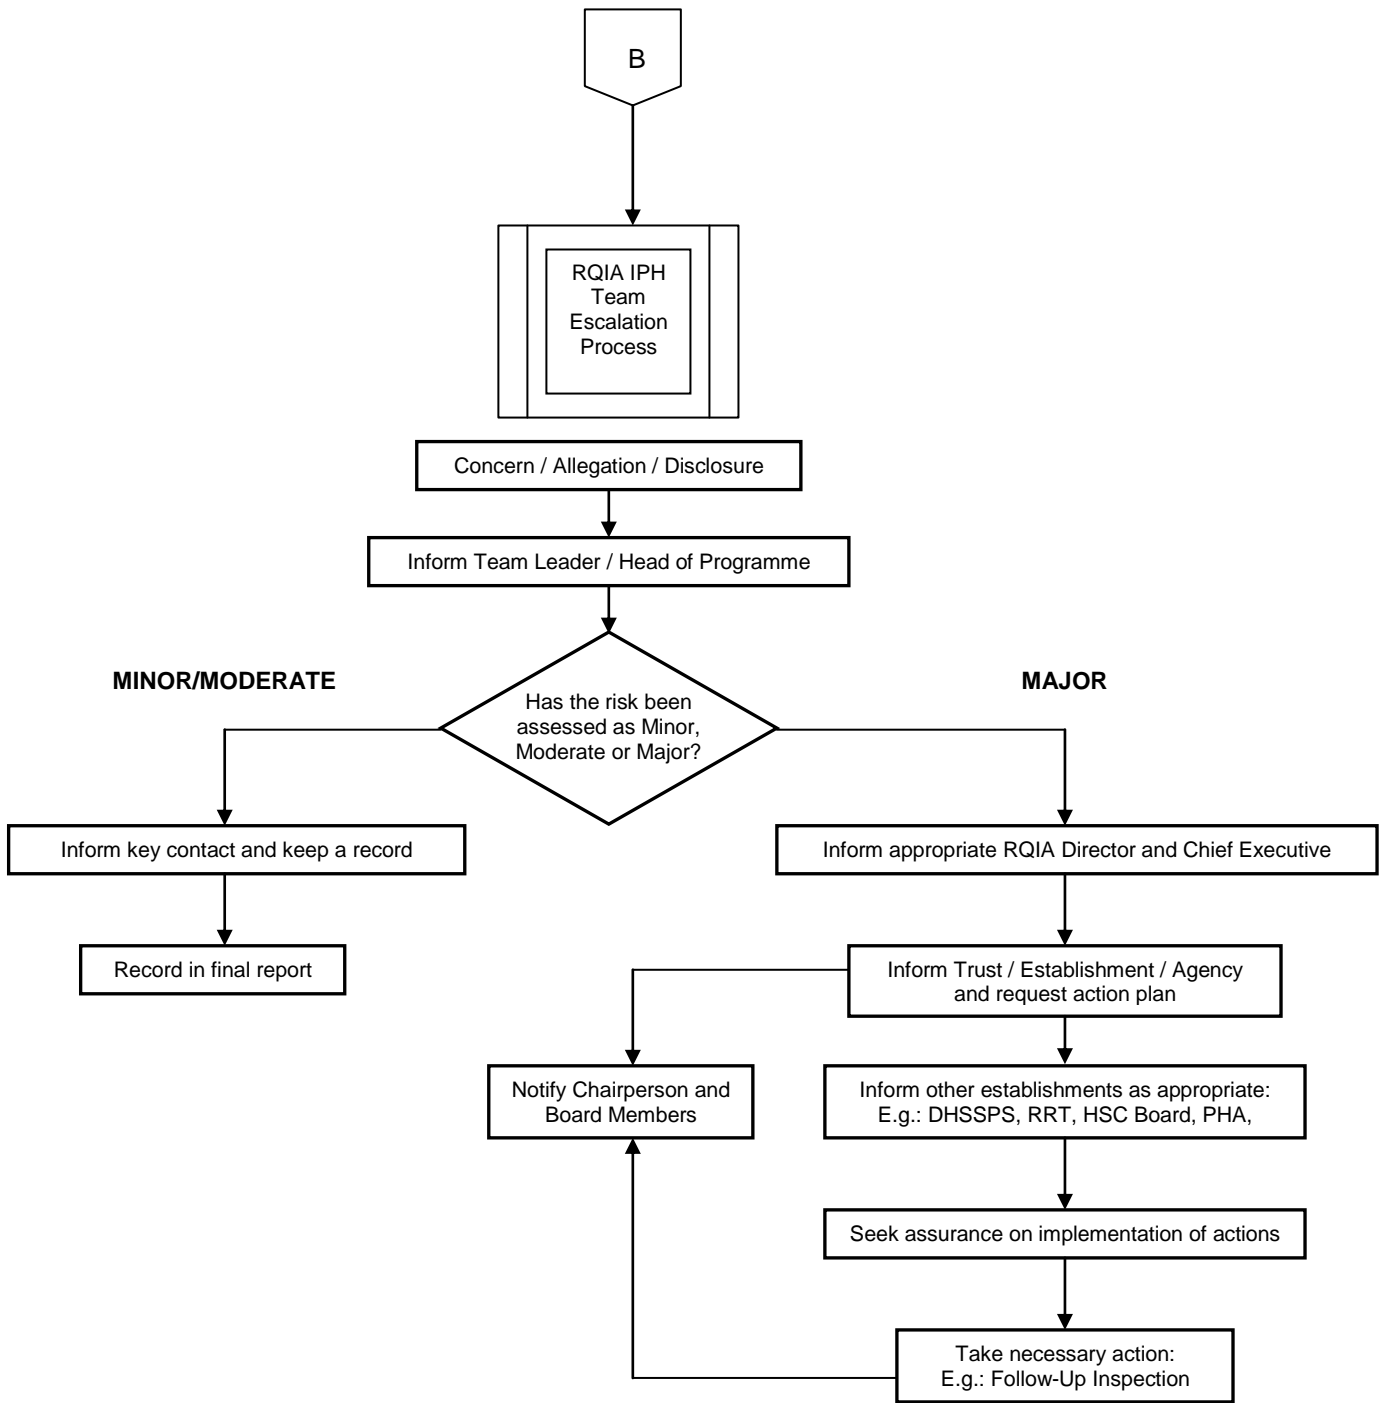 B
RQIA IPH
Team
Escalation
Process
Concern / Allegation / Disclosure
Inform Team Leader / Head of Programme
MINOR/MODERATE
MAJOR
Has the risk been
assessed as Minor,
Moderate or Major?
Inform key contact and keep a record
Inform appropriate RQIA Director and Chief Executive
Record in final report
Inform Trust / Establishment / Agency
and request action plan
Notify Chairperson and
Board Members
Inform other establishments as appropriate:
E.g.: DHSSPS, RRT, HSC Board, PHA,
Seek assurance on implementation of actions
Take necessary action:
E.g.: Follow-Up Inspection